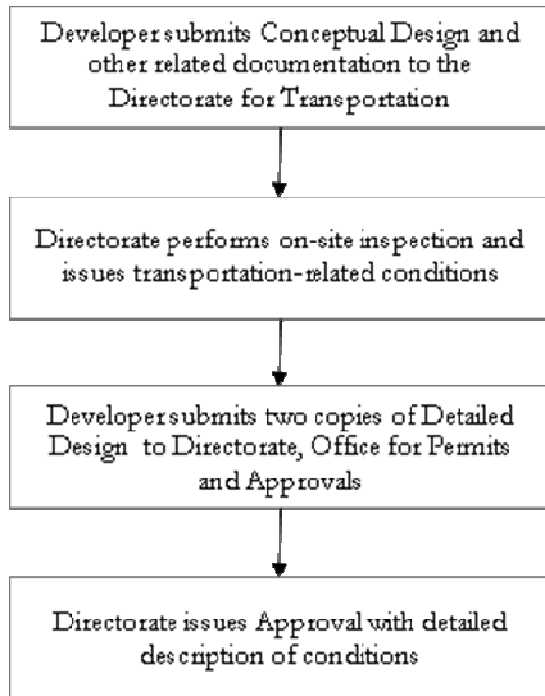 Developer submits Conceptual Design and
other related documentation to the
Directorate for Transportation
Directorate performs on-site inspection and
issues transportation-related conditions
Developer submits two copies of Detailed
Design to Directorate, Office for Permits
and Approvals
Directorate issues Approval with detailed
description of conditions